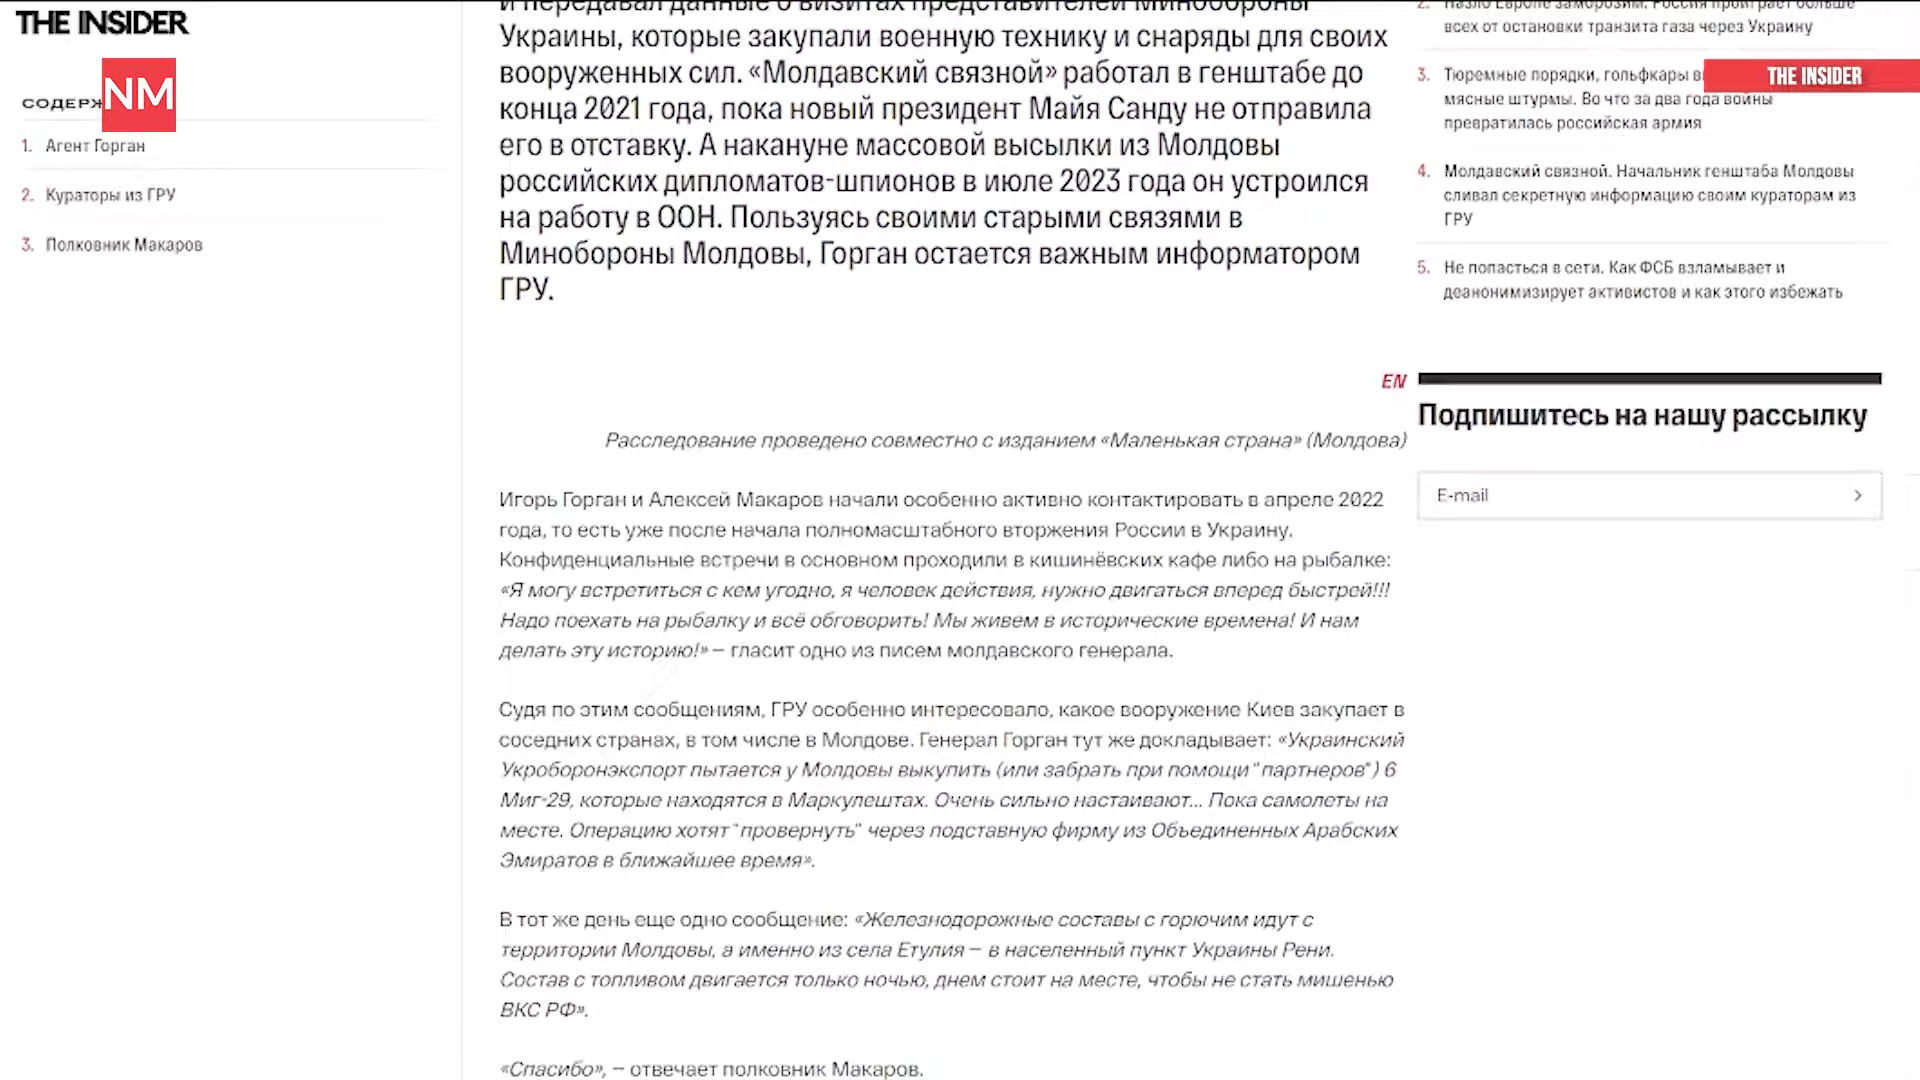 THE INSIDER
NM
СОДЕРЖ
1. Агент Горган
2. Кураторы из ГРУ
3. Полковник Макаров
и передавал данные о визитах представителей Минобороны
Украины, которые закупали военную технику и снаряды для своих
вооруженных сил. «Молдавский связной» работал в генштабе до
конца 2021 года, пока новый президент Майя Санду не отправила
его в отставку. А накануне массовой высылки из Молдовы
российских дипломатов-шпионов в июле 2023 года он устроился
на работу в ООН. Пользуясь своими старыми связями в
Минобороны Молдовы, Горган остается важным информатором
ГРУ.
EN
Расследование проведено совместно с изданием «Маленькая страна» (Молдова)
Игорь Горган и Алексей Макаров начали особенно активно контактировать в апреле 2022
года, то есть уже после начала полномасштабного вторжения России в Украину.
Конфиденциальные встречи в основном проходили в кишинёвских кафе либо на рыбалке:
«Я могу встретиться с кем угодно, я человек действия, нужно двигаться вперед быстрей!!!
Надо поехать на рыбалку и всё обговорить! Мы живем в исторические времена! И нам
делать эту историю!» — гласит одно из писем молдавского генерала.
Судя по этим сообщениям, ГРУ особенно интересовало, какое вооружение Киев закупает в
соседних странах, в том числе в Молдове. Генерал Горган тут же докладывает: «Украинский
Укроборонэкспорт пытается у Молдовы выкупить (или забрать при помощи "партнеров") 6
Миг-29, которые находятся в Маркулештах. Очень сильно настаивают... Пока самолеты на
месте. Операцию хотят "провернуть" через подставную фирму из Объединенных Арабских
Эмиратов в ближайшее время».
В тот же день еще одно сообщение: «Железнодорожные составы с горючим идут с
территории Молдовы, а именно из села Етулия — в населенный пункт Украины Рени.
Состав с топливом двигается только ночью, днем стоит на месте, чтобы не стать мишенью
ВКС РФ».
«Спасибо», — отвечает полковник Макаров.
2. Назло Европе заморозим. Россия проиграет больше
всех от остановки транзита газа через Украину
3. Тюремные порядки, гольфкары
мясные штурмы. Во что за два года войны
превратилась российская армия
THE INSIDER
4. Молдавский связной. Начальник генштаба Молдовы
сливал секретную информацию своим кураторам из
ГРУ
5. Не попасться в сети. Как ФСБ взламывает и
деанонимизирует активистов и как этого избежать
Подпишитесь на нашу рассылку
E-mail